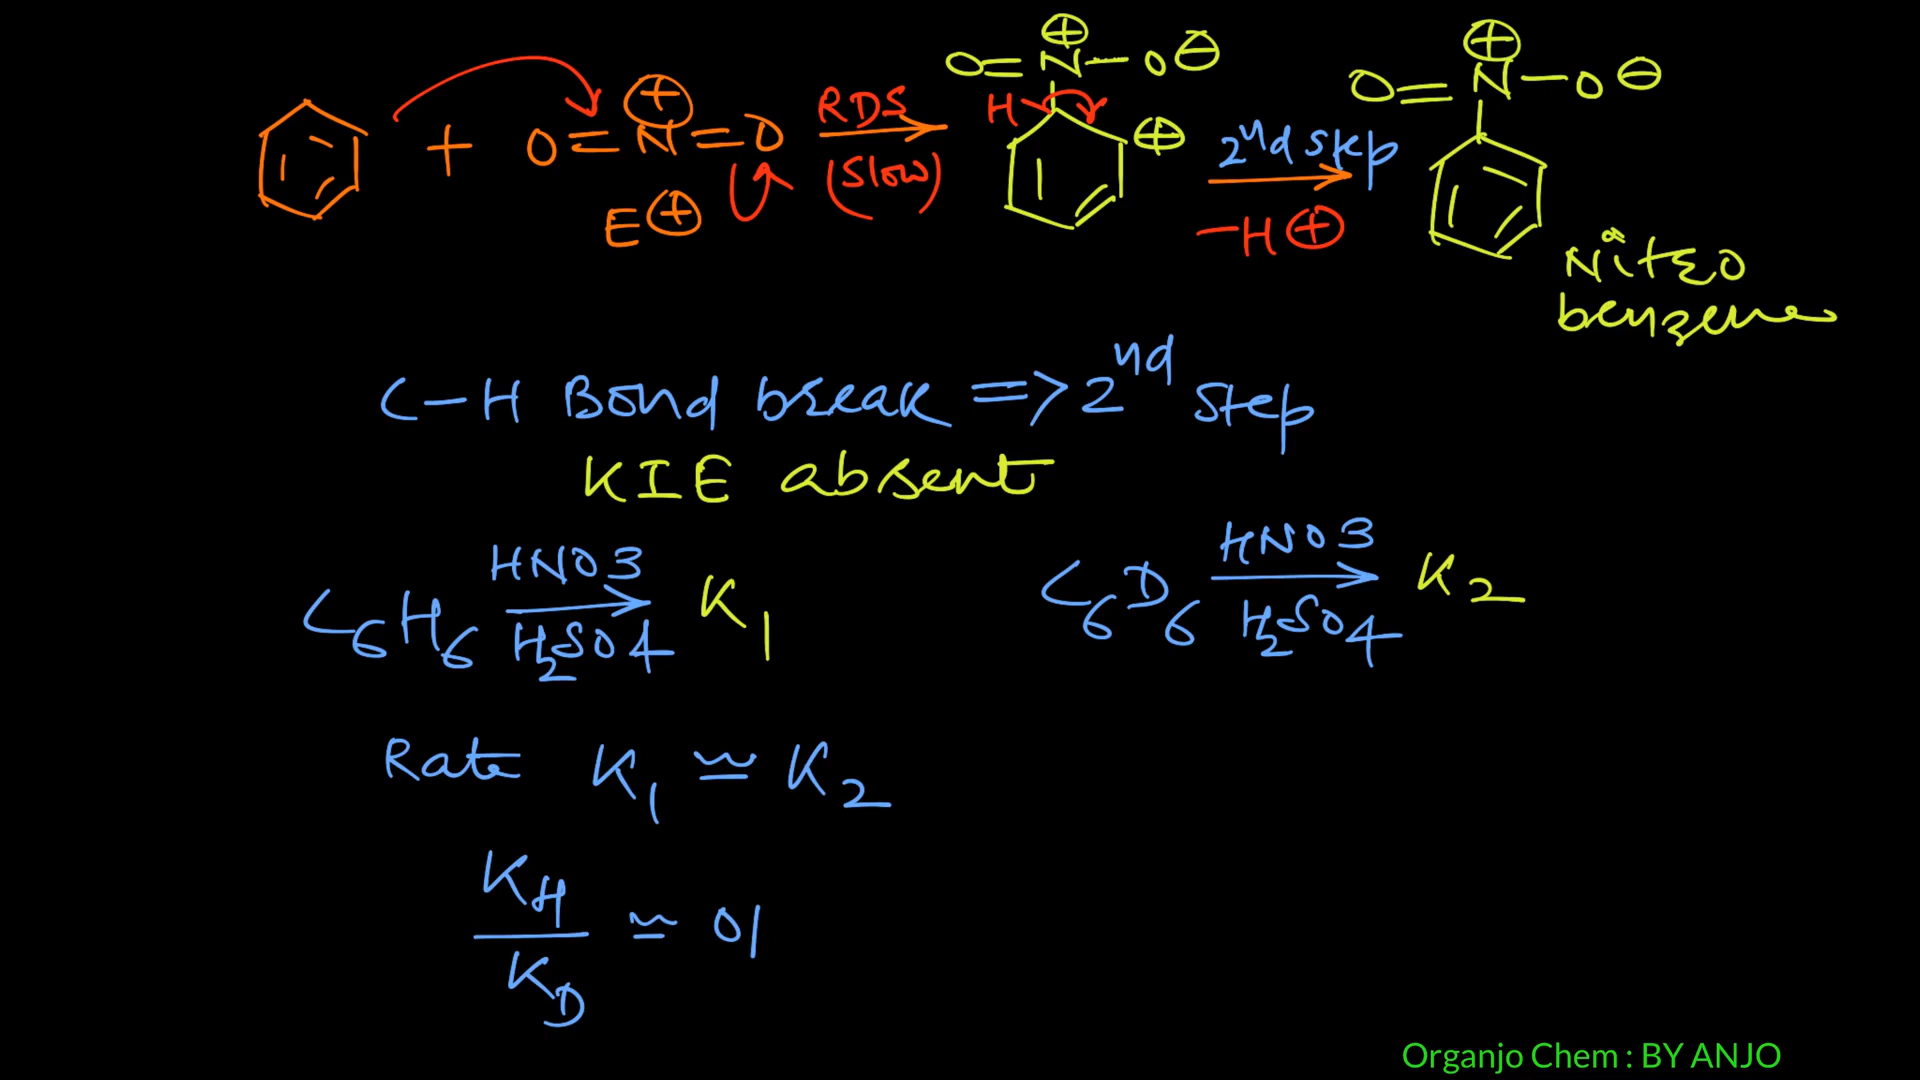 O=N⊕-O⊖
O=N⊕-O⊖
+ O=N⊕=O RDS H ⊕ 2nd step
E⊕ (Slow) -H⊕
Nitro
benzene
C-H Bond break => 2nd step
KIE absent
C6H6 HNO3 H2SO4 K1 C6D6 HNO3 H2SO4 K2
Rate K1 ≃ K2
KH/KD ≃ 01
Organjo Chem : BY ANJO